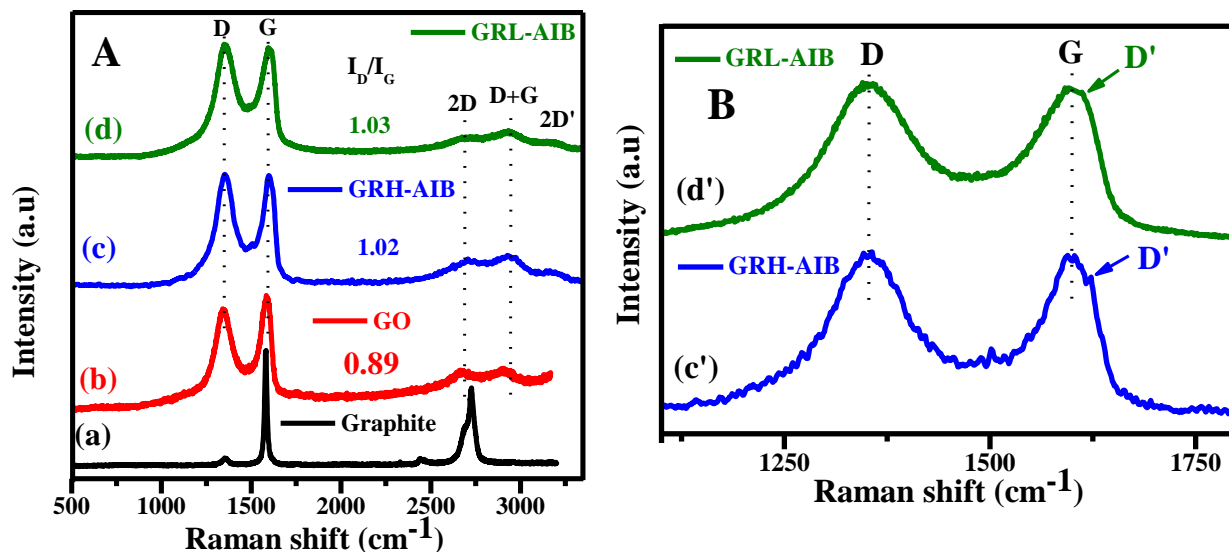 A
D
G
GRL-AIB
I_D/I_G
2D
D+G
2D'
(d)
1.03
GRH-AIB
(c)
1.02
GO
(b)
0.89
Graphite
(a)
500 1000 1500 2000 2500 3000
Raman shift (cm⁻¹)
Intensity (a.u)
B
GRL-AIB
D
G
D'
(d')
GRH-AIB
D'
(c')
1250 1500 1750
Raman shift (cm⁻¹)
Intensity (a.u)